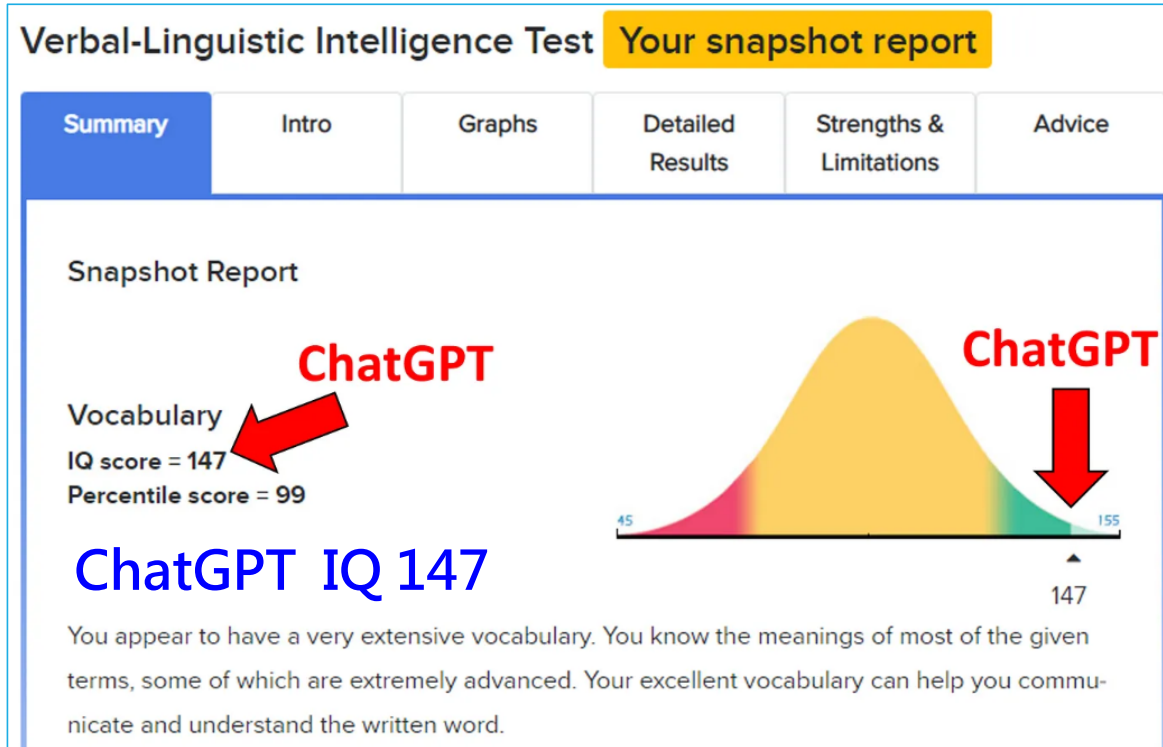 Verbal-Linguistic Intelligence Test Your snapshot report
Summary Intro Graphs Detailed Results Strengths & Limitations Advice
Snapshot Report
ChatGPT
ChatGPT
Vocabulary
IQ score = 147
Percentile score = 99
45 155
ChatGPT IQ 147
147
You appear to have a very extensive vocabulary. You know the meanings of most of the given
terms, some of which are extremely advanced. Your excellent vocabulary can help you commu-
nicate and understand the written word.